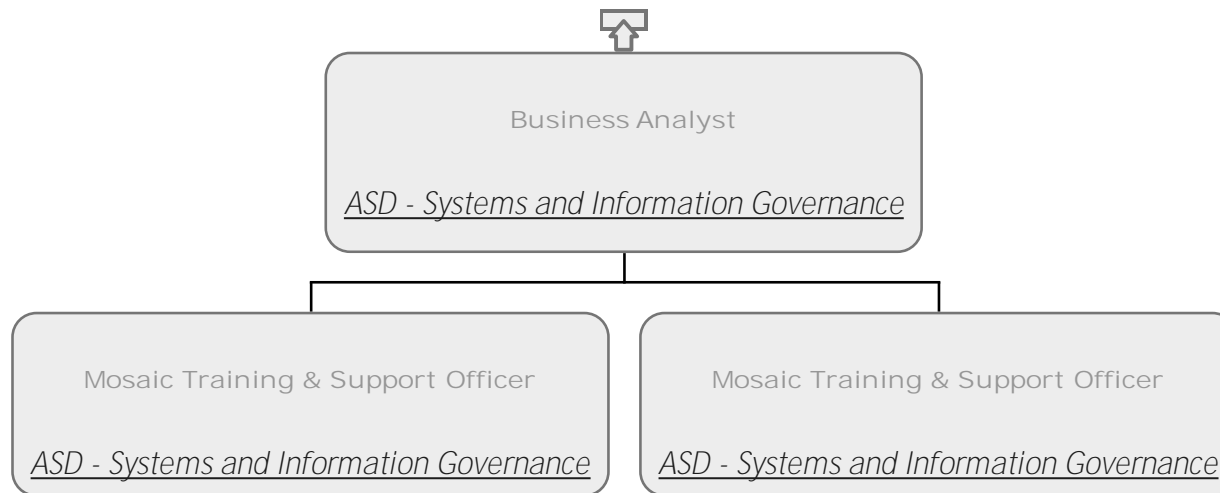 Business Analyst
ASD - Systems and Information Governance
Mosaic Training & Support Officer
ASD - Systems and Information Governance
Mosaic Training & Support Officer
ASD - Systems and Information Governance